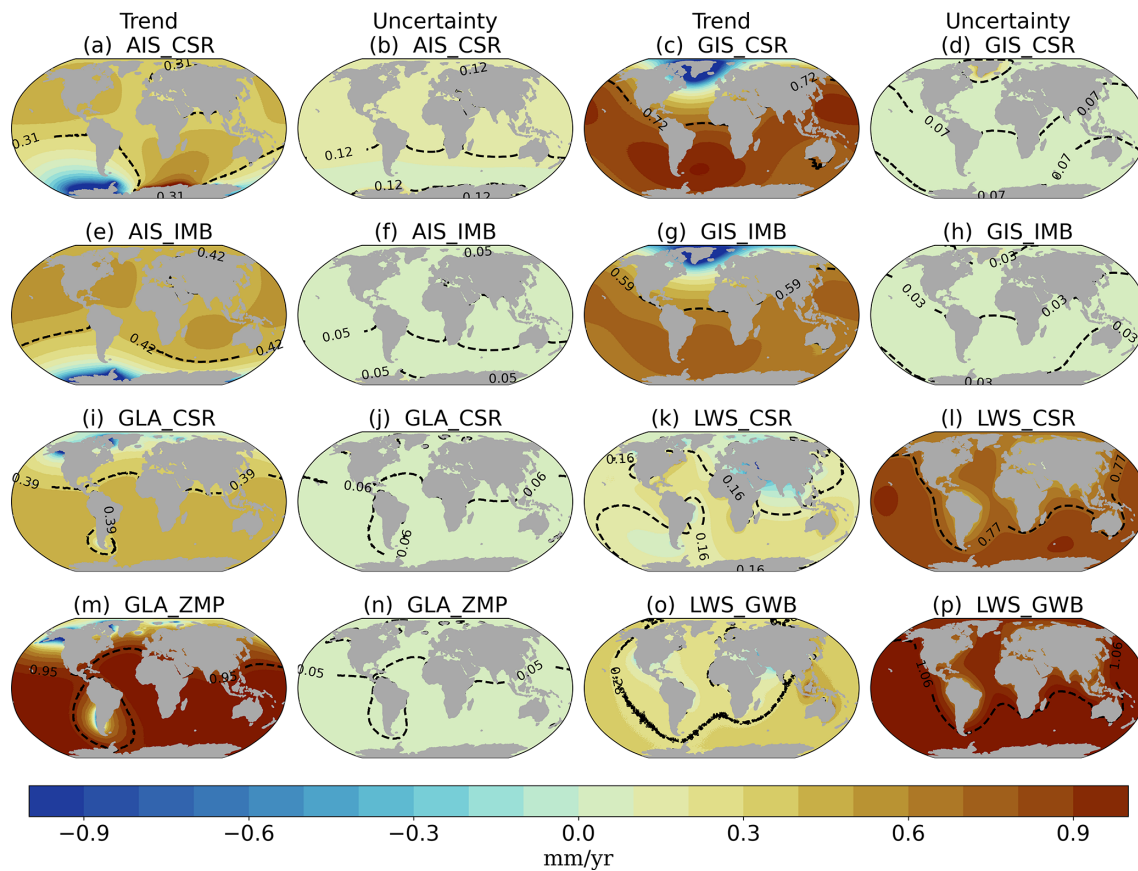 Trend Uncertainty Trend Uncertainty
(a) AIS_CSR (b) AIS_CSR (c) GIS_CSR (d) GIS_CSR
0.31 0.12 0.72 0.07
0.31 0.12 0.72 0.07
0.31 0.12 0.12 0.07 0.07
(e) AIS_IMB (f) AIS_IMB (g) GIS_IMB (h) GIS_IMB
0.42 0.05 0.59 0.59 0.03 0.03
0.42 0.42 0.05 0.03 0.03
0.05 0.05 0.03
(i) GLA_CSR (j) GLA_CSR (k) LWS_CSR (l) LWS_CSR
0.39 0.39 0.06 0.06 0.16 0.16 0.77
0.39 0.06 0.16 0.77
0.16
(m) GLA_ZMP (n) GLA_ZMP (o) LWS_GWB (p) LWS_GWB
0.95 0.95 0.05 0.05 1.06 1.06
−0.9 −0.6 −0.3 0.0 0.3 0.6 0.9
mm/yr